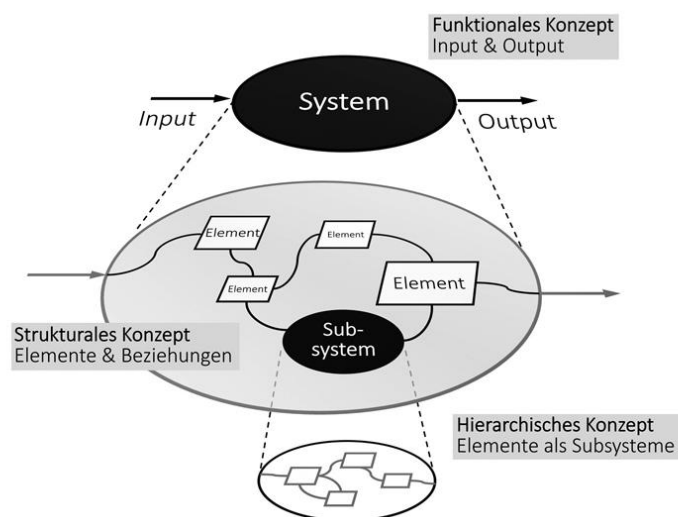 Funktionales Konzept
Input & Output
System
Input
Output
Element
Element
Element
Element
Strukturales Konzept
Elemente & Beziehungen
Sub-
system
Hierarchisches Konzept
Elemente als Subsysteme